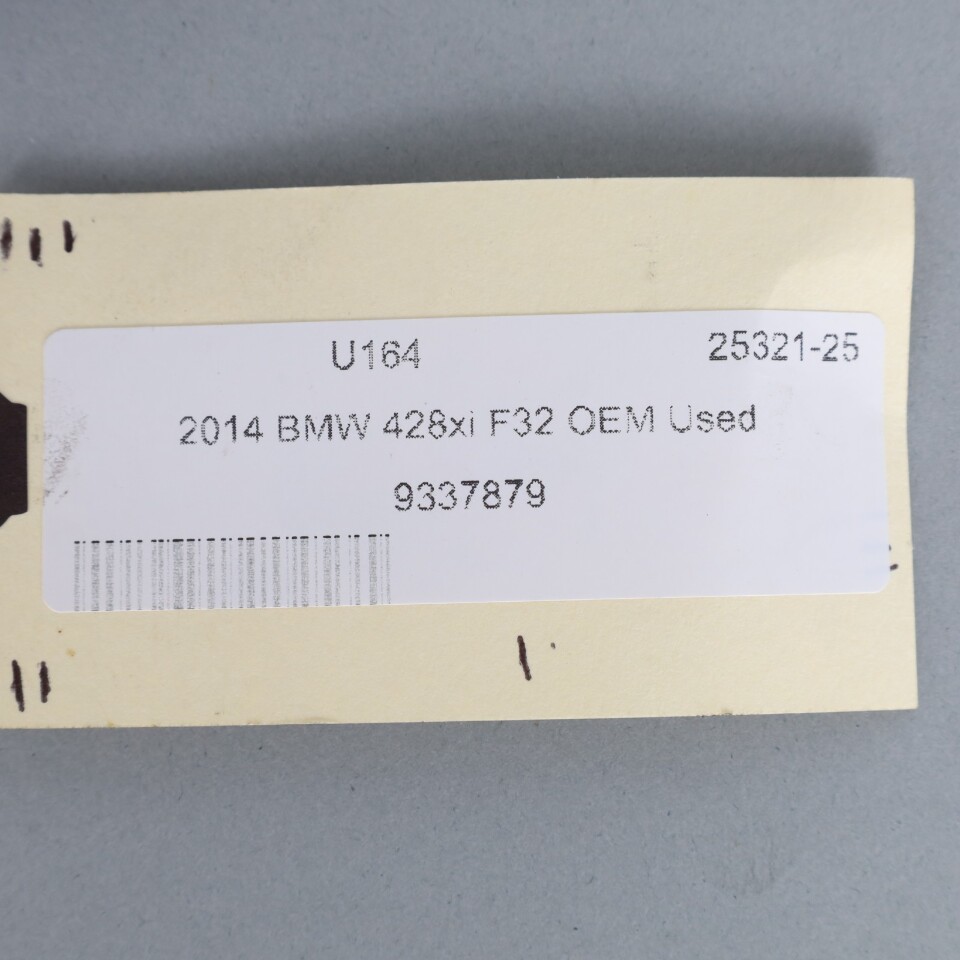 U164 25321-25
2014 BMW 428xi F32 OEM Used
9337879